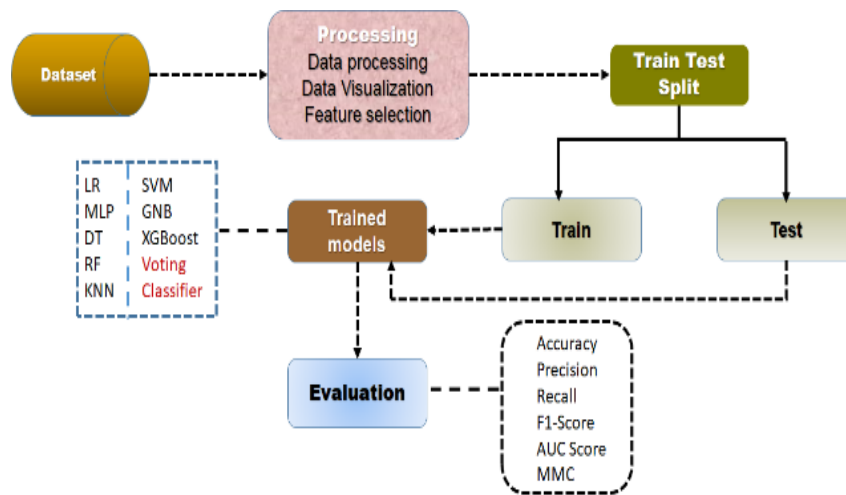 Dataset
Processing
Data processing
Data Visualization
Feature selection
Train Test
Split
LR
MLP
DT
RF
KNN
SVM
GNB
XGBoost
Voting
Classifier
Trained
models
Train
Test
Evaluation
Accuracy
Precision
Recall
F1-Score
AUC Score
MMC